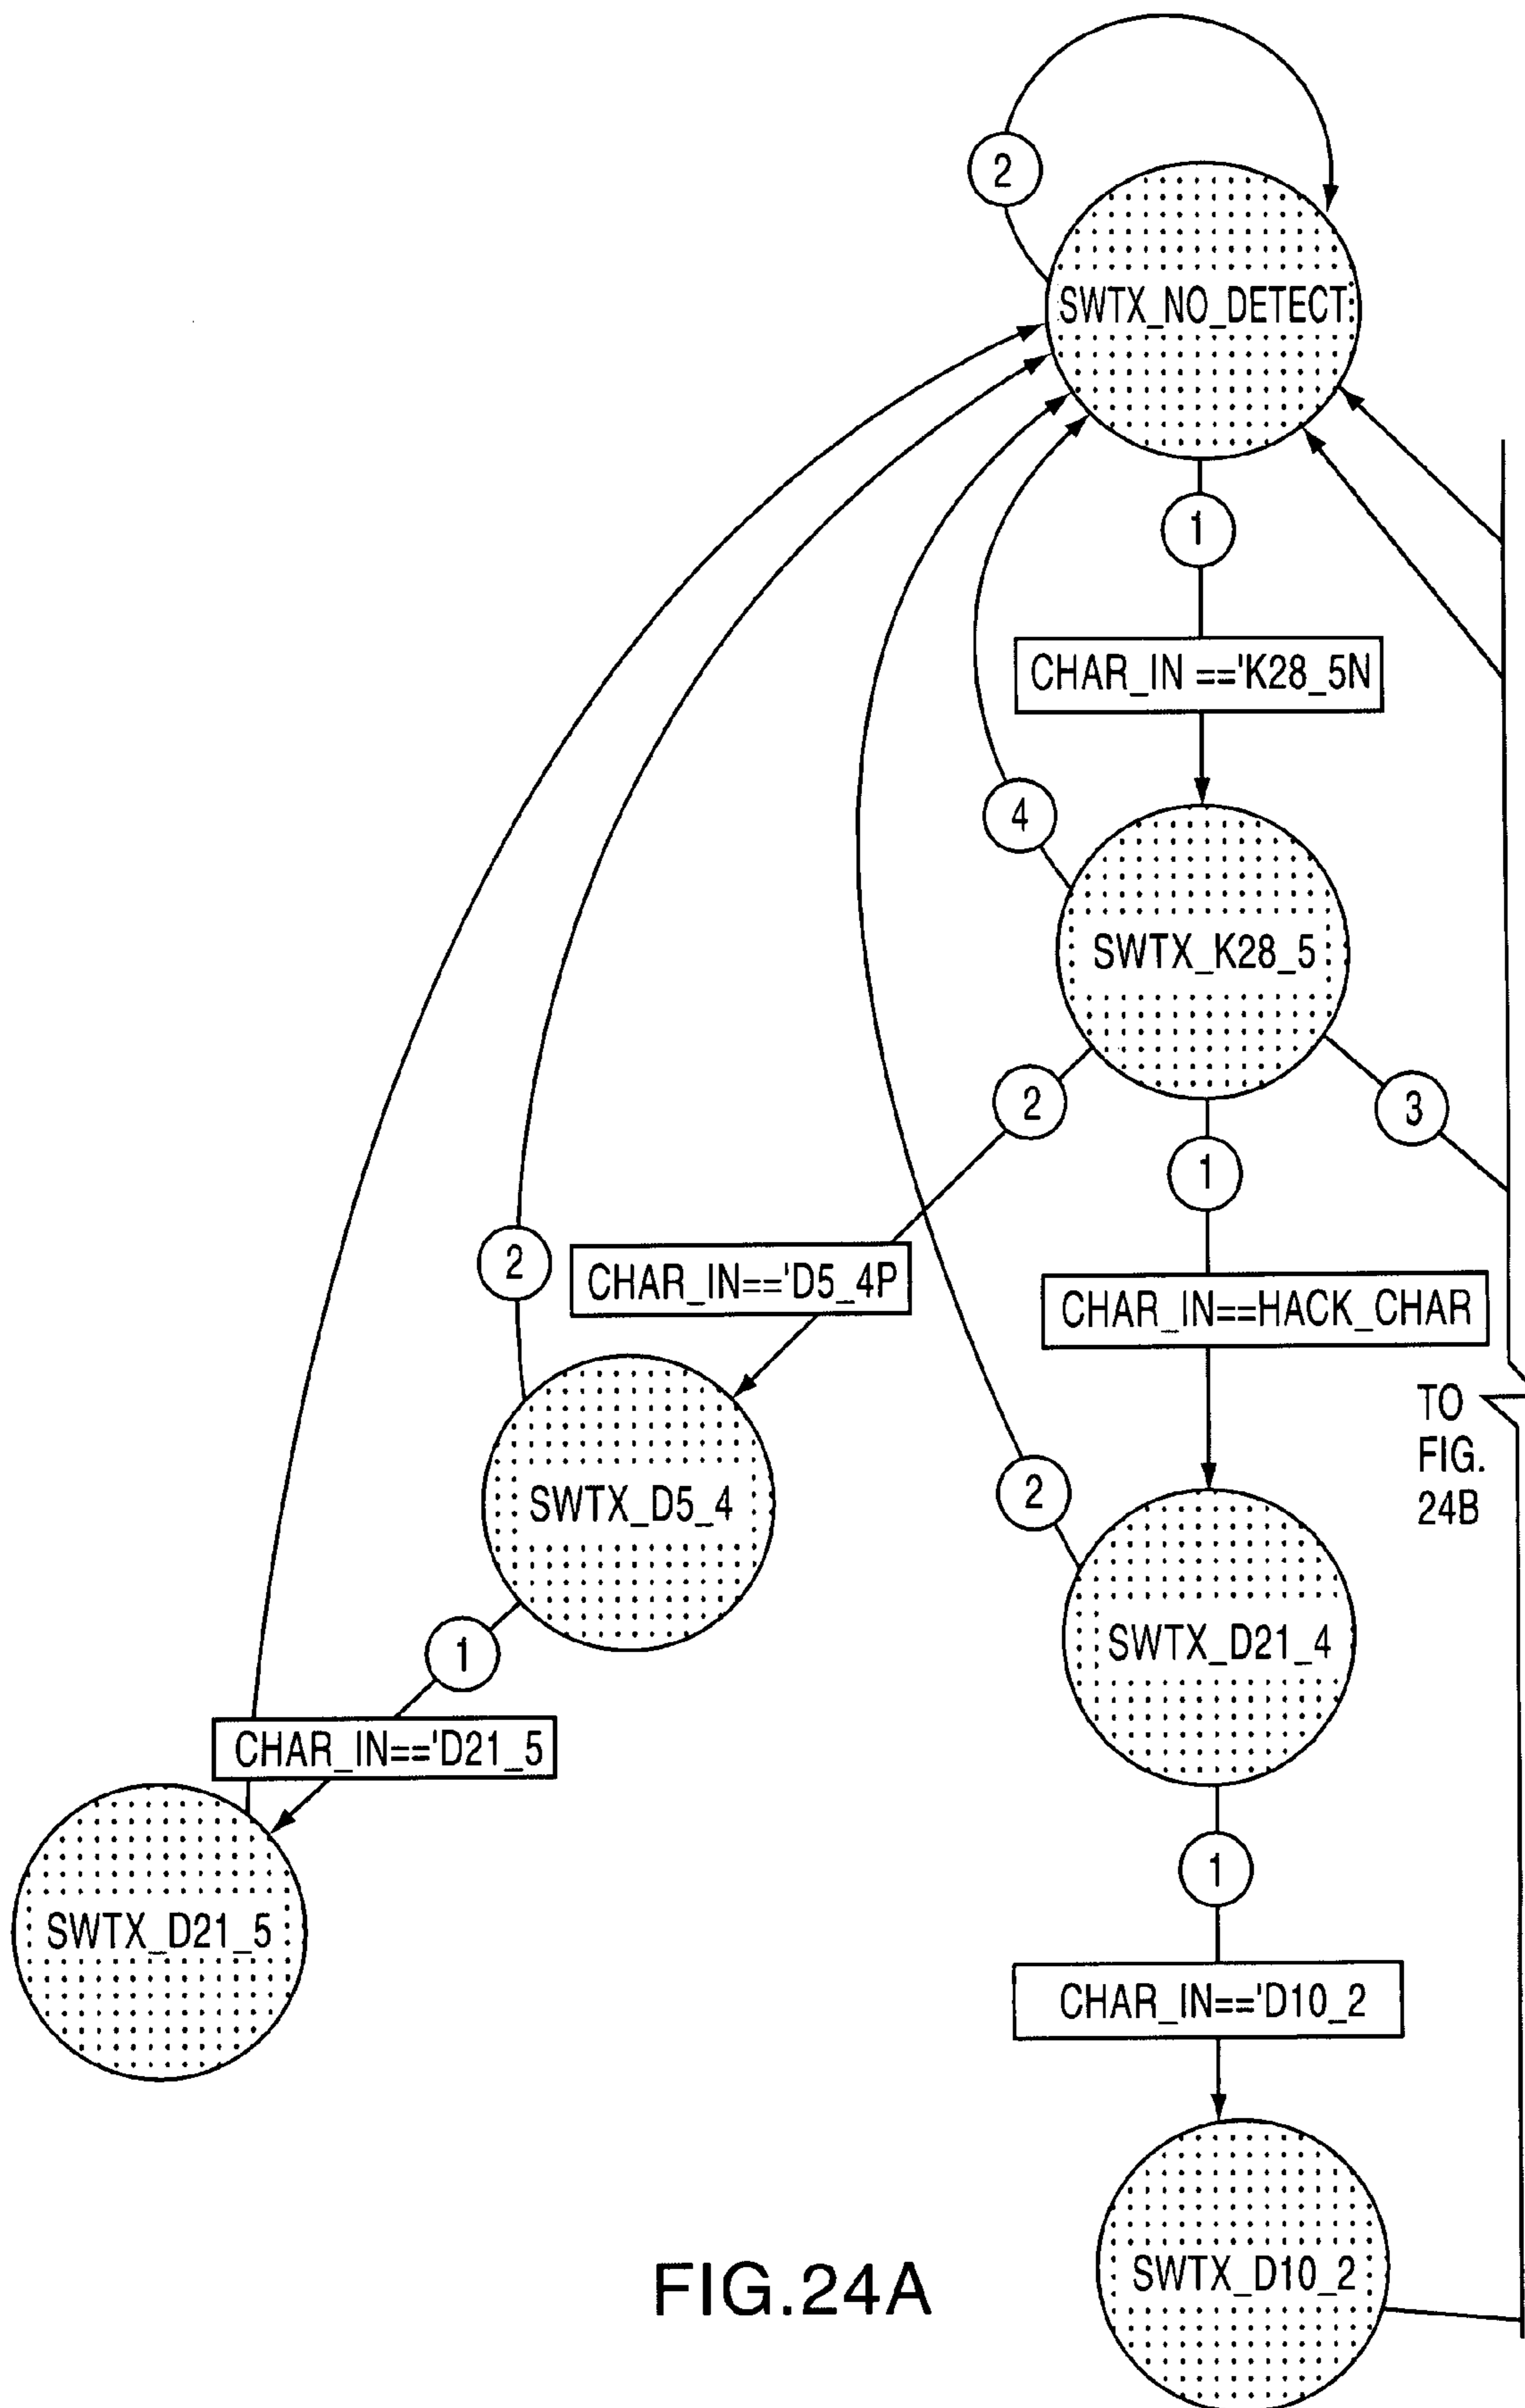 2
SWTX_NO_DETECT
1
CHAR_IN =='K28_5N
4
SWTX_K28_5
2
1
3
2
CHAR_IN=='D5_4P
CHAR_IN==HACK_CHAR
TO
FIG.
24B
2
SWTX_D5_4
1
SWTX_D21_4
CHAR_IN=='D21_5
1
SWTX_D21_5
CHAR_IN=='D10_2
SWTX_D10_2
FIG.24A